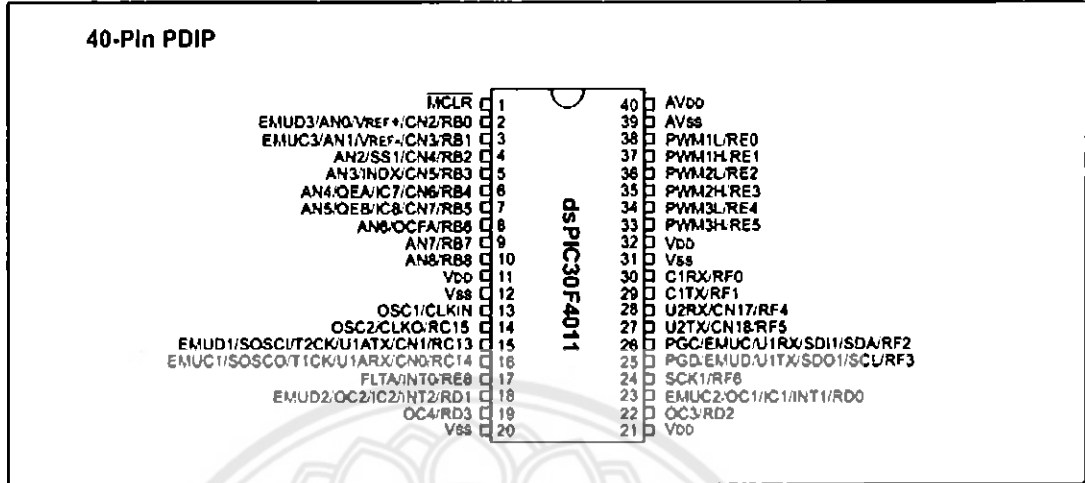 40-Pin PDIP
MCLR 1
EMUD3/AN0/VREF+/CN2/RB0 2
EMUC3/AN1/VREF-/CN3/RB1 3
AN2/SS1/CN4/RB2 4
AN3/INDX/CN5/RB3 5
AN4/QEA/IC7/CN6/RB4 6
AN5/QEB/IC8/CN7/RB5 7
AN6/OCFA/RB6 8
AN7/RB7 9
AN8/RB8 10
VDD 11
VSS 12
OSC1/CLKIN 13
OSC2/CLKO/RC15 14
EMUD1/SOSCI/T2CK/U1ATX/CN1/RC13 15
EMUC1/SOSCO/T1CK/U1ARX/CN0/RC14 16
FLTA/INT0/RE8 17
EMUD2/OC2/IC2/INT2/RD1 18
OC4/RD3 19
VSS 20
dsPIC30F4011
40 AVDD
39 AVSS
38 PWM1L/RE0
37 PWM1H/RE1
36 PWM2L/RE2
35 PWM2H/RE3
34 PWM3L/RE4
33 PWM3H/RE5
32 VDD
31 VSS
30 C1RX/RF0
29 C1TX/RF1
28 U2RX/CN17/RF4
27 U2TX/CN18/RF5
26 PGC/EMUC/U1RX/SDI1/SDA/RF2
25 PGD/EMUD/U1TX/SDO1/SCL/RF3
24 SCK1/RF6
23 EMUC2/OC1/IC1/INT1/RD0
22 OC3/RD2
21 VDD